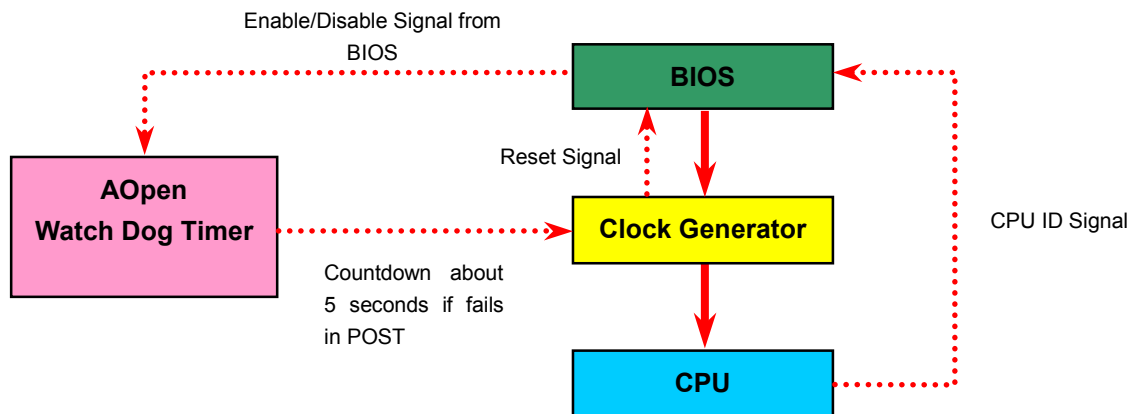 Enable/Disable Signal from
BIOS
BIOS
Reset Signal
AOpen
Watch Dog Timer
Clock Generator
CPU ID Signal
Countdown about
5 seconds if fails
in POST
CPU